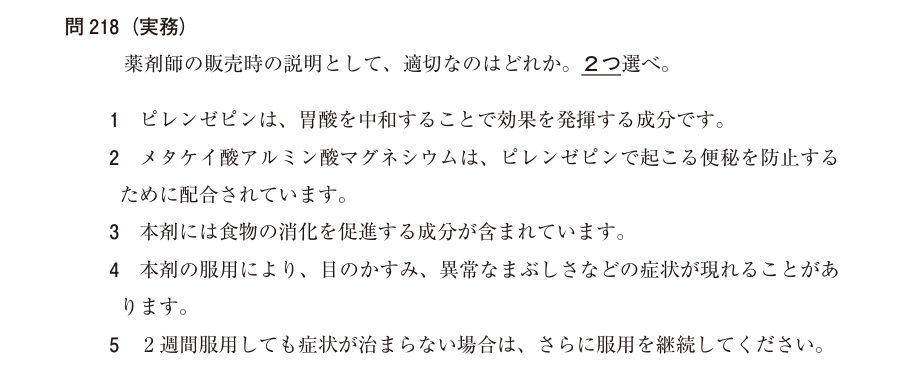 問 218（実務）
薬剤師の販売時の説明として、適切なのはどれか。２つ選べ。
1 ピレンゼピンは、胃酸を中和することで効果を発揮する成分です。
2 メタケイ酸アルミン酸マグネシウムは、ピレンゼピンで起こる便秘を防止する
ために配合されています。
3 本剤には食物の消化を促進する成分が含まれています。
4 本剤の服用により、目のかすみ、異常なまぶしさなどの症状が現れることがあ
ります。
5 ２週間服用しても症状が治まらない場合は、さらに服用を継続してください。